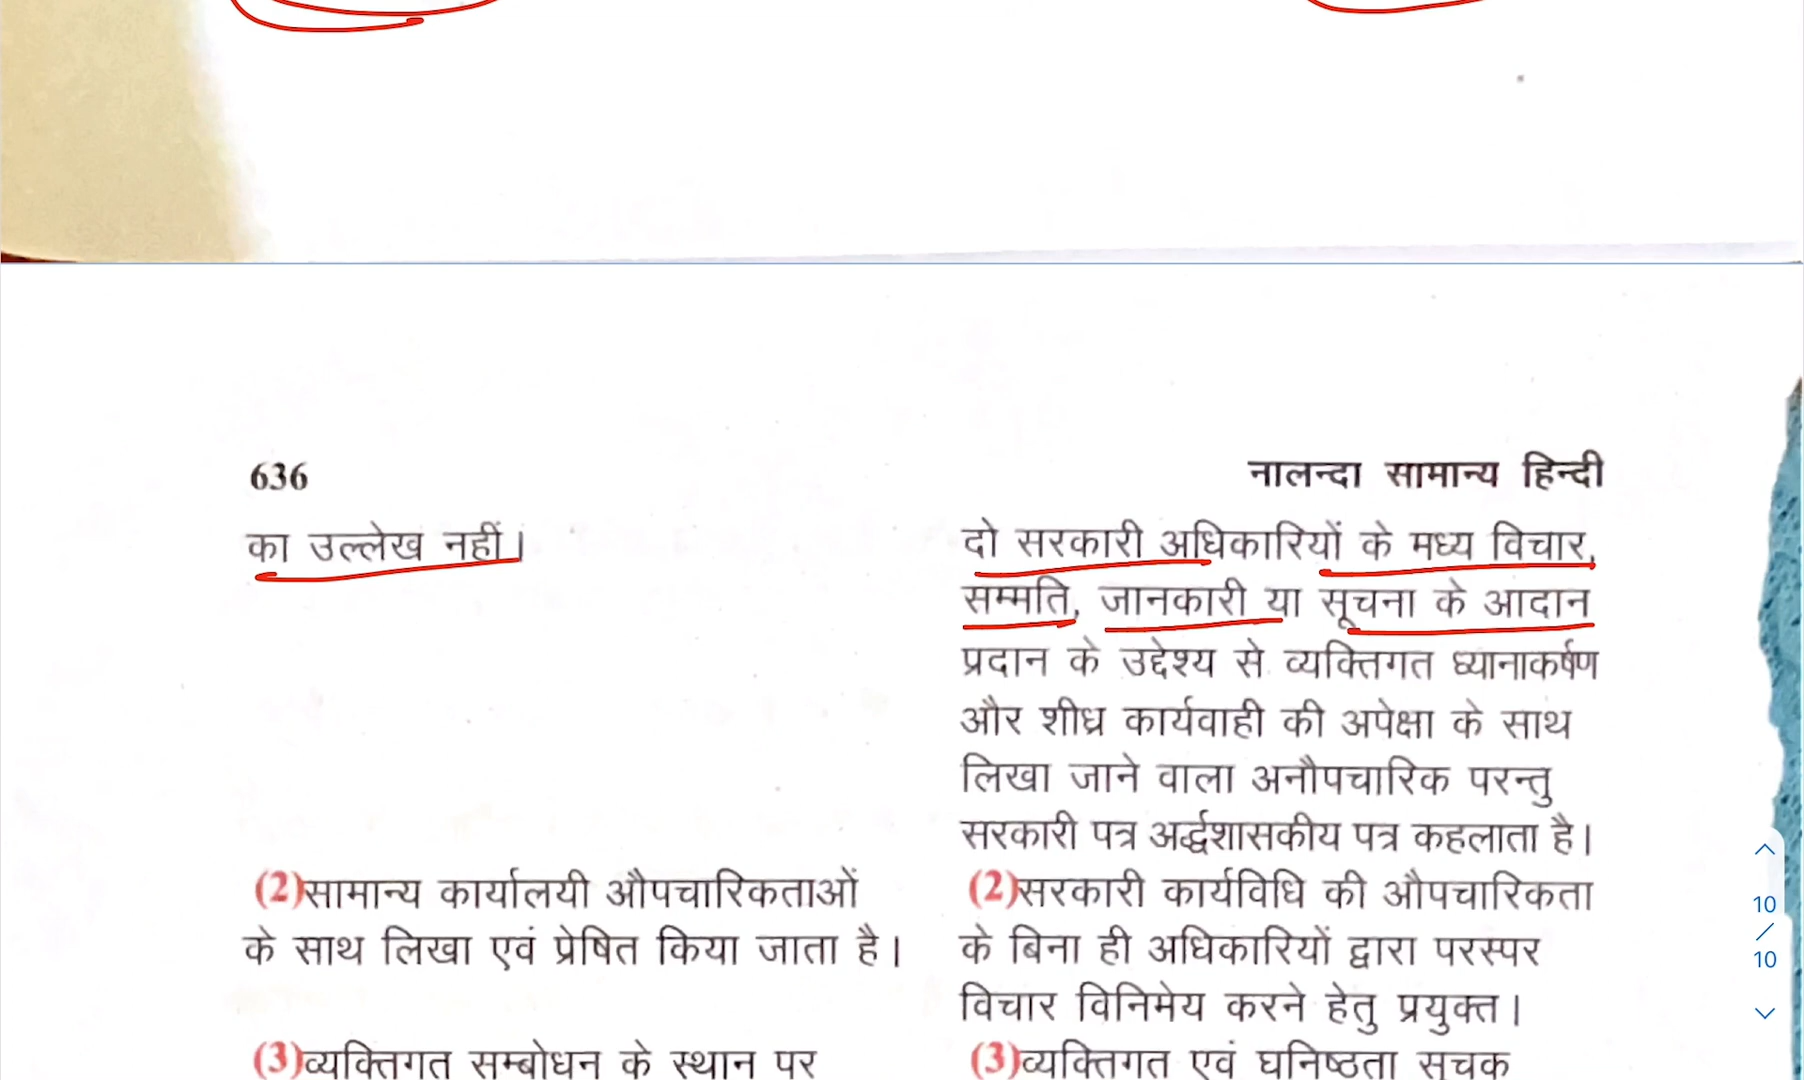 636
नालन्दा सामान्य हिन्दी
का उल्लेख नहीं।
दो सरकारी अधिकारियों के मध्य विचार,
सम्मति, जानकारी या सूचना के आदान
प्रदान के उद्देश्य से व्यक्तिगत ध्यानाकर्षण
और शीध्र कार्यवाही की अपेक्षा के साथ
लिखा जाने वाला अनौपचारिक परन्तु
सरकारी पत्र अर्द्धशासकीय पत्र कहलाता है।
(2)सामान्य कार्यालयी औपचारिकताओं
के साथ लिखा एवं प्रेषित किया जाता है।
(2)सरकारी कार्यविधि की औपचारिकता
के बिना ही अधिकारियों द्वारा परस्पर
विचार विनिमेय करने हेतु प्रयुक्त।
(3)व्यक्तिगत सम्बोधन के स्थान पर
(3)व्यक्तिगत एवं घनिष्ठता सूचक
10
/
10